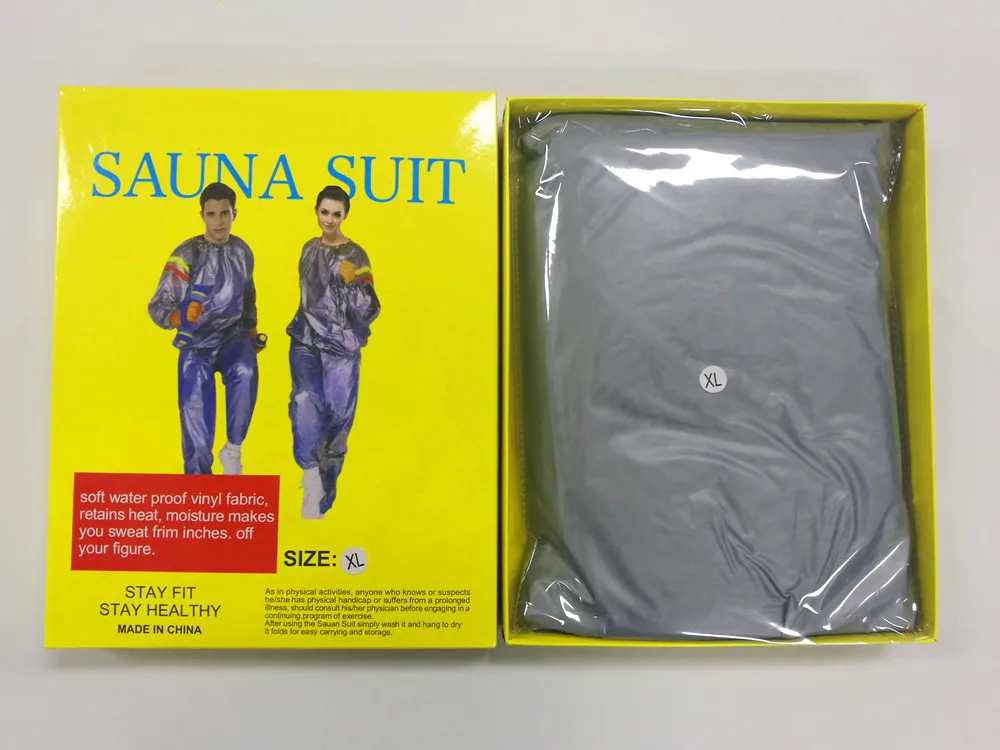 SAUNA SUIT
soft water proof vinyl fabric,
retains heat, moisture makes
you sweat frim inches. off
your figure.
SIZE: XL
STAY FIT
STAY HEALTHY
MADE IN CHINA
As in physical activities, anyone who knows or suspects
he/she has physical handicap or suffers from a prolonged
illness, should consult his/her physician before engaging in a
continuing program of exercise.
After using the Sauan Suit simply wash it and hang to dry
It folds for easy carrying and storage,
XL